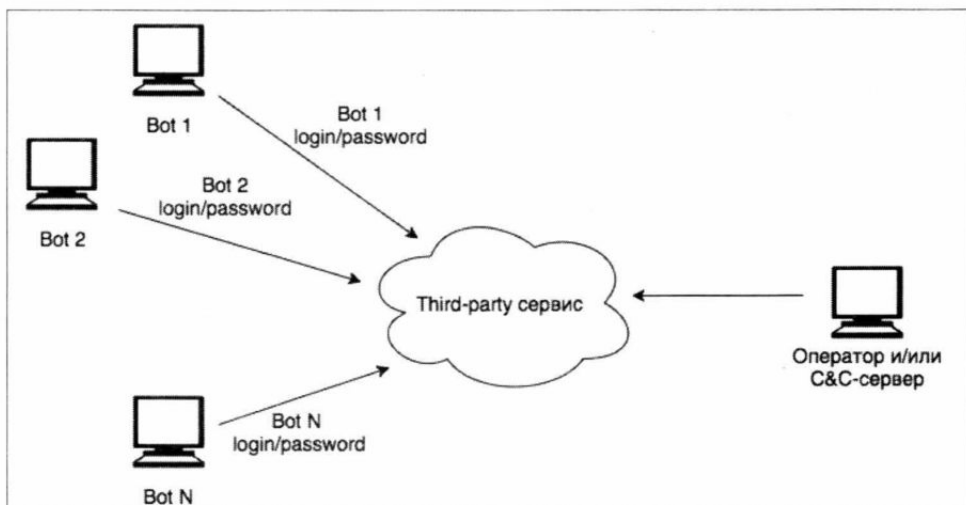 Bot 1
Bot 1
login/password
Bot 2
Bot 2
login/password
Third-party сервис
Оператор и/или
C&C-сервер
Bot N
Bot N
login/password